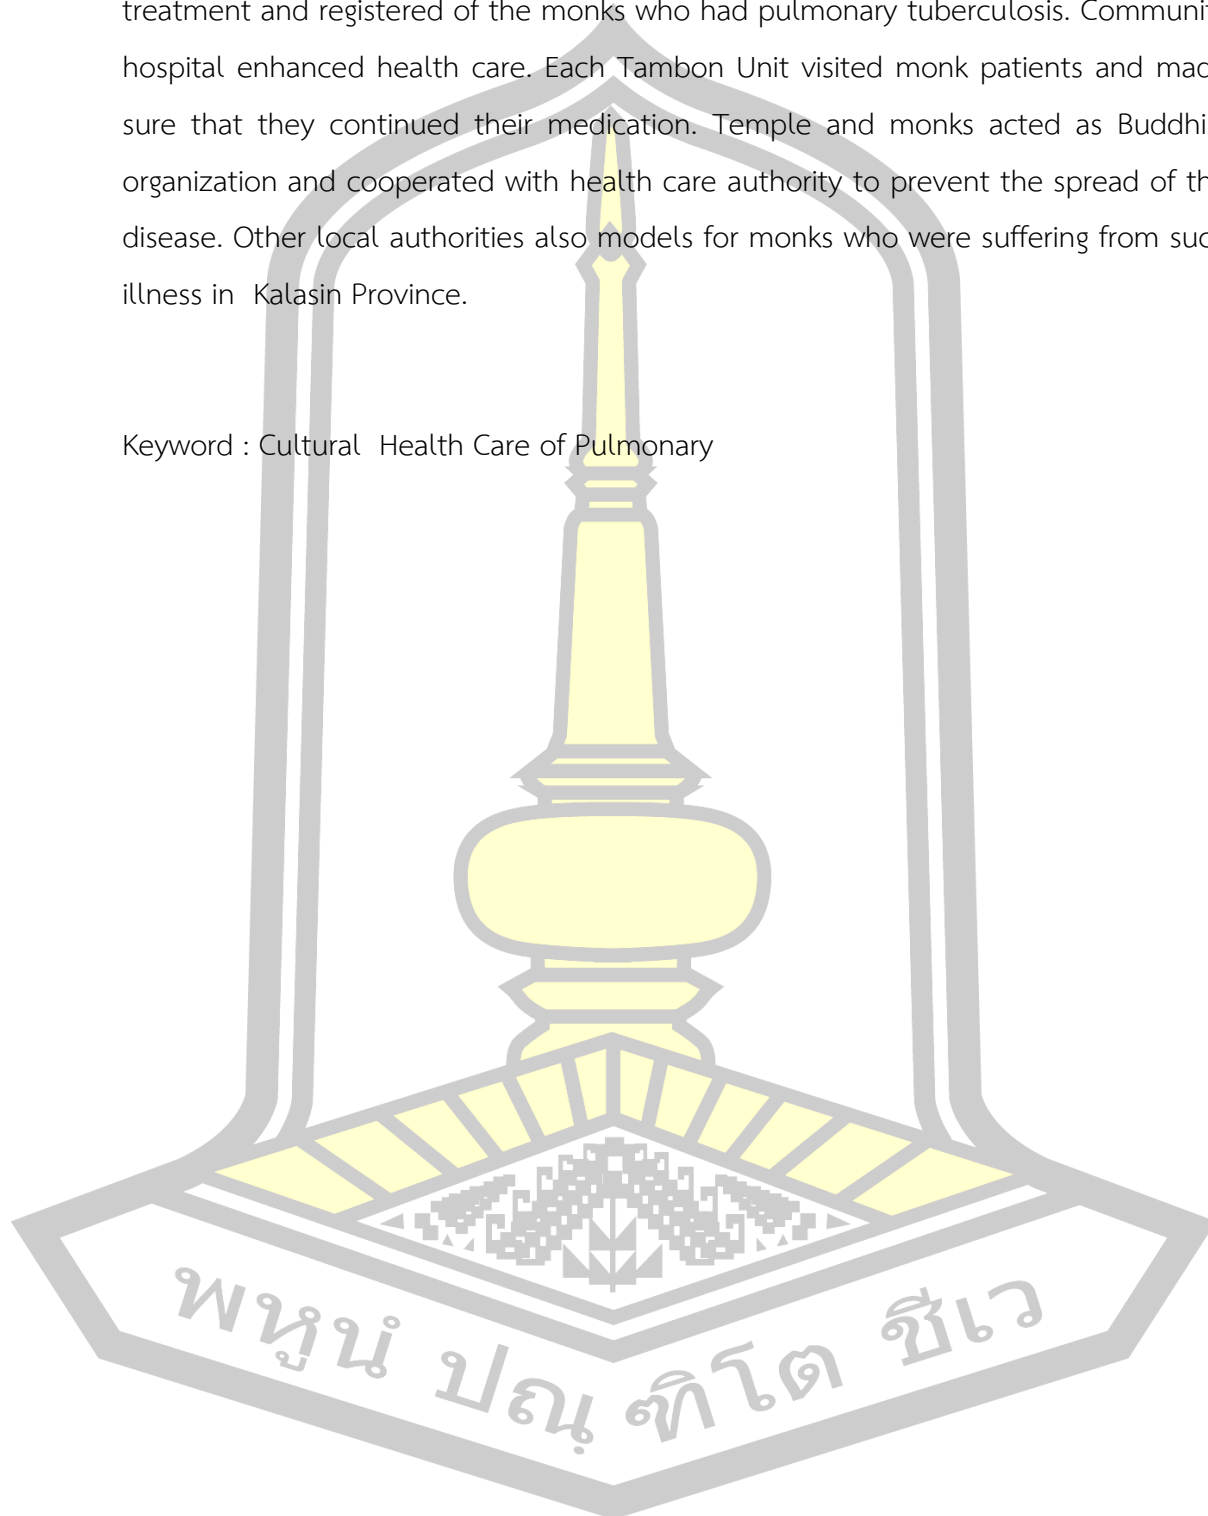 treatment and registered of the monks who had pulmonary tuberculosis. Communit
hospital enhanced health care. Each Tambon Unit visited monk patients and mad
sure that they continued their medication. Temple and monks acted as Buddhi
organization and cooperated with health care authority to prevent the spread of th
disease. Other local authorities also models for monks who were suffering from suc
illness in Kalasin Province.
Keyword : Cultural Health Care of Pulmonary
พหูนํ ปณฺฑิโต ชีเว